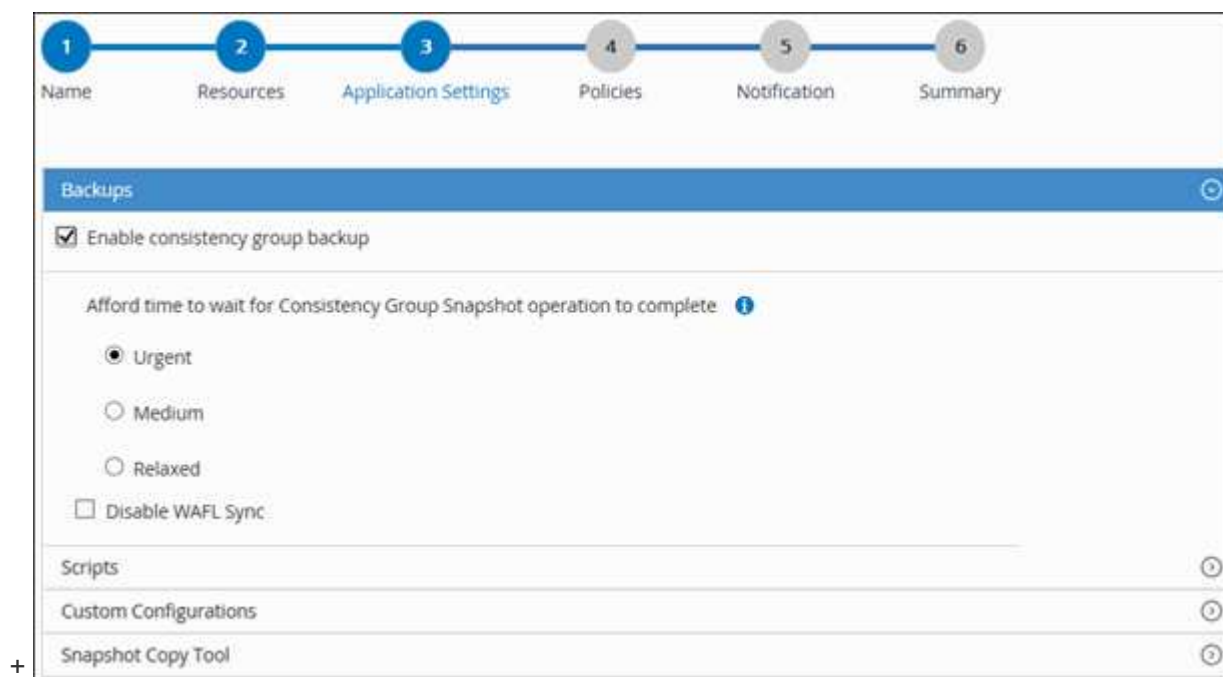 1 2 3 4 5 6
Name Resources Application Settings Policies Notification Summary
Backups
Enable consistency group backup
Afford time to wait for Consistency Group Snapshot operation to complete
Urgent
Medium
Relaxed
Disable WAFL Sync
Scripts
Custom Configurations
Snapshot Copy Tool
+